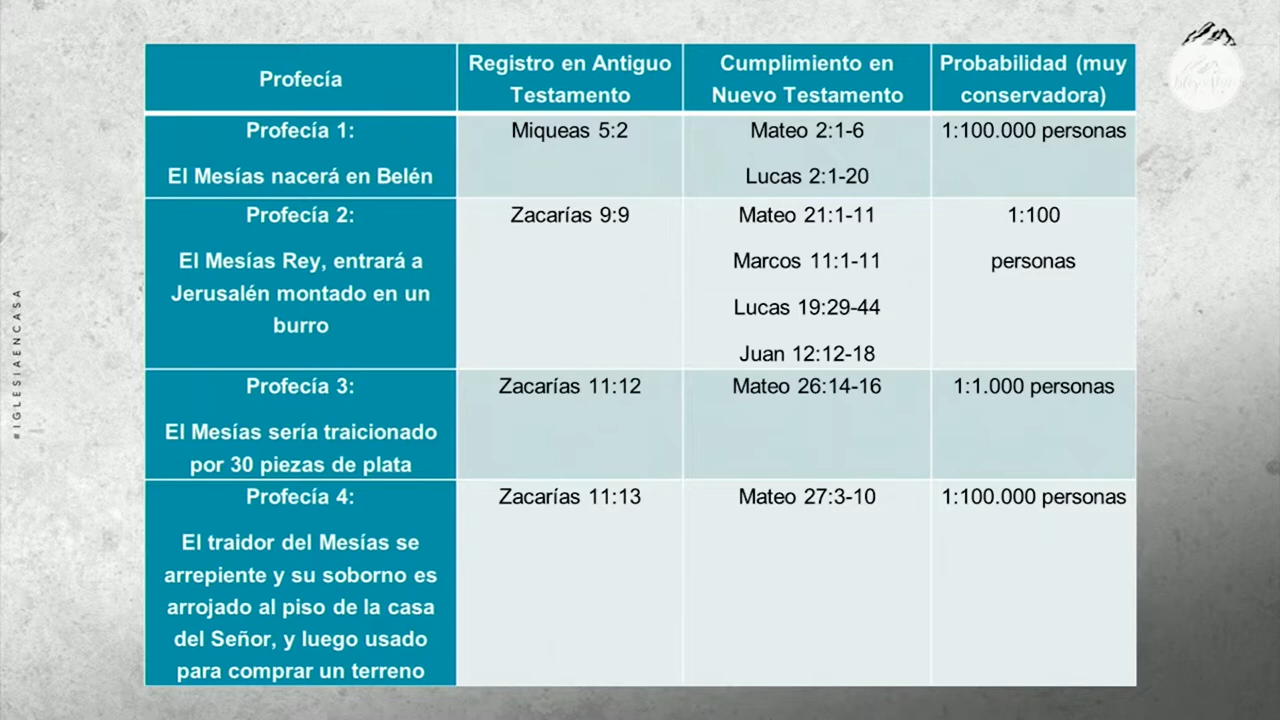 Profecía
Registro en Antiguo
Testamento
Cumplimiento en
Nuevo Testamento
Probabilidad (muy
conservadora)
Profecía 1:
El Mesías nacerá en Belén
Miqueas 5:2
Mateo 2:1-6
Lucas 2:1-20
1:100.000 personas
Profecía 2:
El Mesías Rey, entrará a
Jerusalén montado en un
burro
Zacarías 9:9
Mateo 21:1-11
Marcos 11:1-11
Lucas 19:29-44
Juan 12:12-18
1:100
personas
Profecía 3:
El Mesías sería traicionado
por 30 piezas de plata
Zacarías 11:12
Mateo 26:14-16
1:1.000 personas
Profecía 4:
El traidor del Mesías se
arrepiente y su soborno es
arrojado al piso de la casa
del Señor, y luego usado
para comprar un terreno
Zacarías 11:13
Mateo 27:3-10
1:100.000 personas
#IGLESIAENCASA